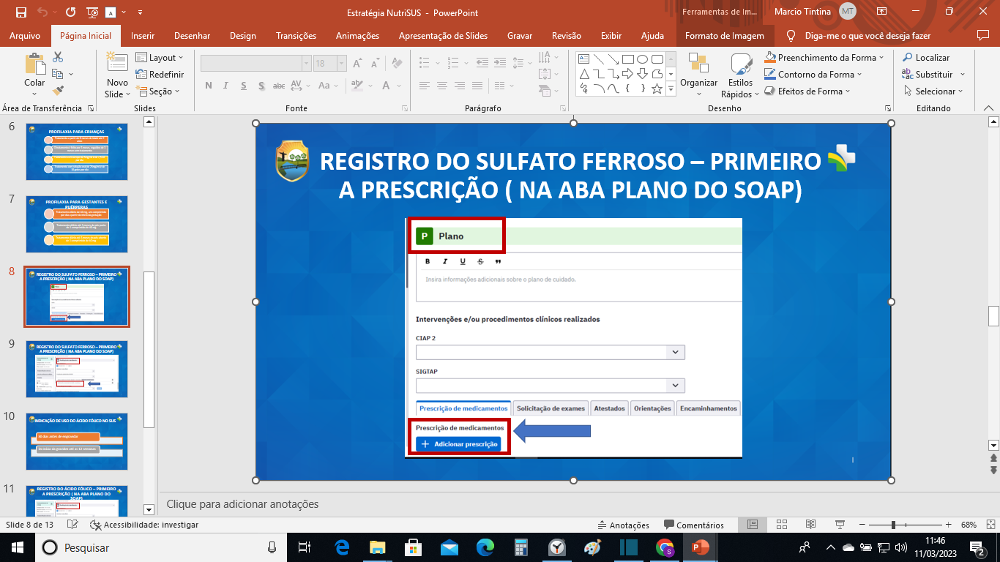 Estratégia NutriSUS - PowerPoint
Ferramentas de Im...
Marcio Tintina
MT
Arquivo
Página Inicial
Inserir
Desenhar
Design
Transições
Animações
Apresentação de Slides
Gravar
Revisão
Exibir
Ajuda
Formato de Imagem
Diga-me o que você deseja fazer
Colar
Área de Transferência
Novo
Slide
Layout
Redefinir
Seção
Slides
18
N I S S abc AV Aa A
Fonte
Parágrafo
Organizar
Estilos
Rápidos
Preenchimento da Forma
Contorno da Forma
Efeitos de Forma
Desenho
Localizar
Substituir
Selecionar
Editando
6
PROFILAXIA PARA CRIANÇAS
7
PROFILAXIA PARA GESTANTES E
PUÉRPERAS
8
REGISTRO DO SULFATO FERROSO – PRIMEIRO
A PRESCRIÇÃO ( NA ABA PLANO DO SOAP)
9
REGISTRO DO SULFATO FERROSO – PRIMEIRO
A PRESCRIÇÃO ( NA ABA PLANO DO SOAP)
10
INDICAÇÃO DE USO DO ÁCIDO FÓLICO NO SUS
30 dias antes de engravidar
11
REGISTRO DO ÁCIDO FÓLICO – PRIMEIRO
A PRESCRIÇÃO ( NA ABA PLANO DO
SOAP)
REGISTRO DO SULFATO FERROSO – PRIMEIRO
A PRESCRIÇÃO ( NA ABA PLANO DO SOAP)
P Plano
B I U S
Insira informações adicionais sobre o plano de cuidado.
Intervenções e/ou procedimentos clínicos realizados
CIAP 2
SIGTAP
Prescrição de medicamentos
Solicitação de exames
Atestados
Orientações
Encaminhamentos
Prescrição de medicamentos
+ Adicionar prescrição
Clique para adicionar anotações
Slide 8 de 13
Acessibilidade: investigar
Anotações
Comentários
68%
Pesquisar
11:46
11/03/2023
2